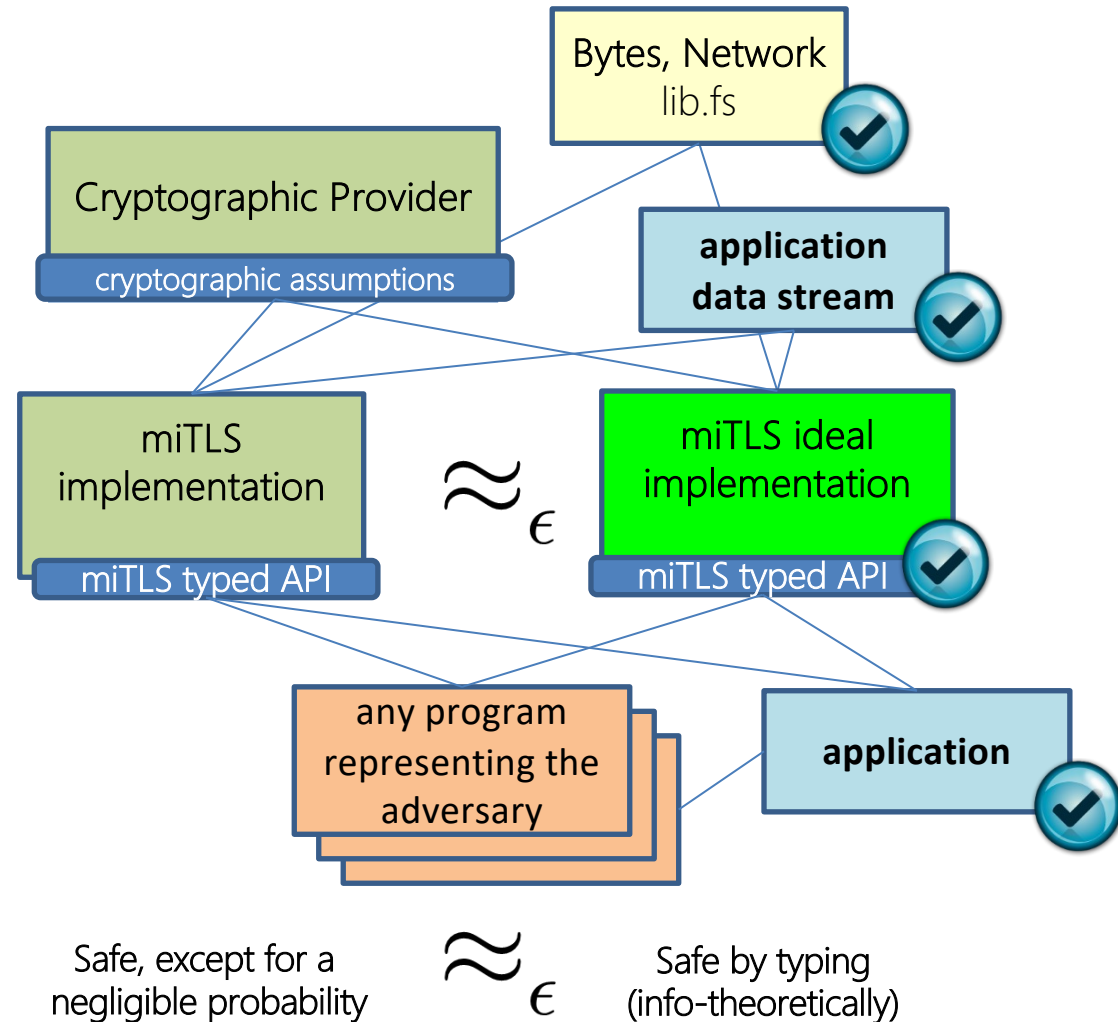 Bytes, Network
lib.fs
Cryptographic Provider
cryptographic assumptions
application
data stream
miTLS
implementation
miTLS typed API
≈ϵ
miTLS ideal
implementation
miTLS typed API
any program
representing the
adversary
application
Safe, except for a
negligible probability
≈ϵ
Safe by typing
(info-theoretically)